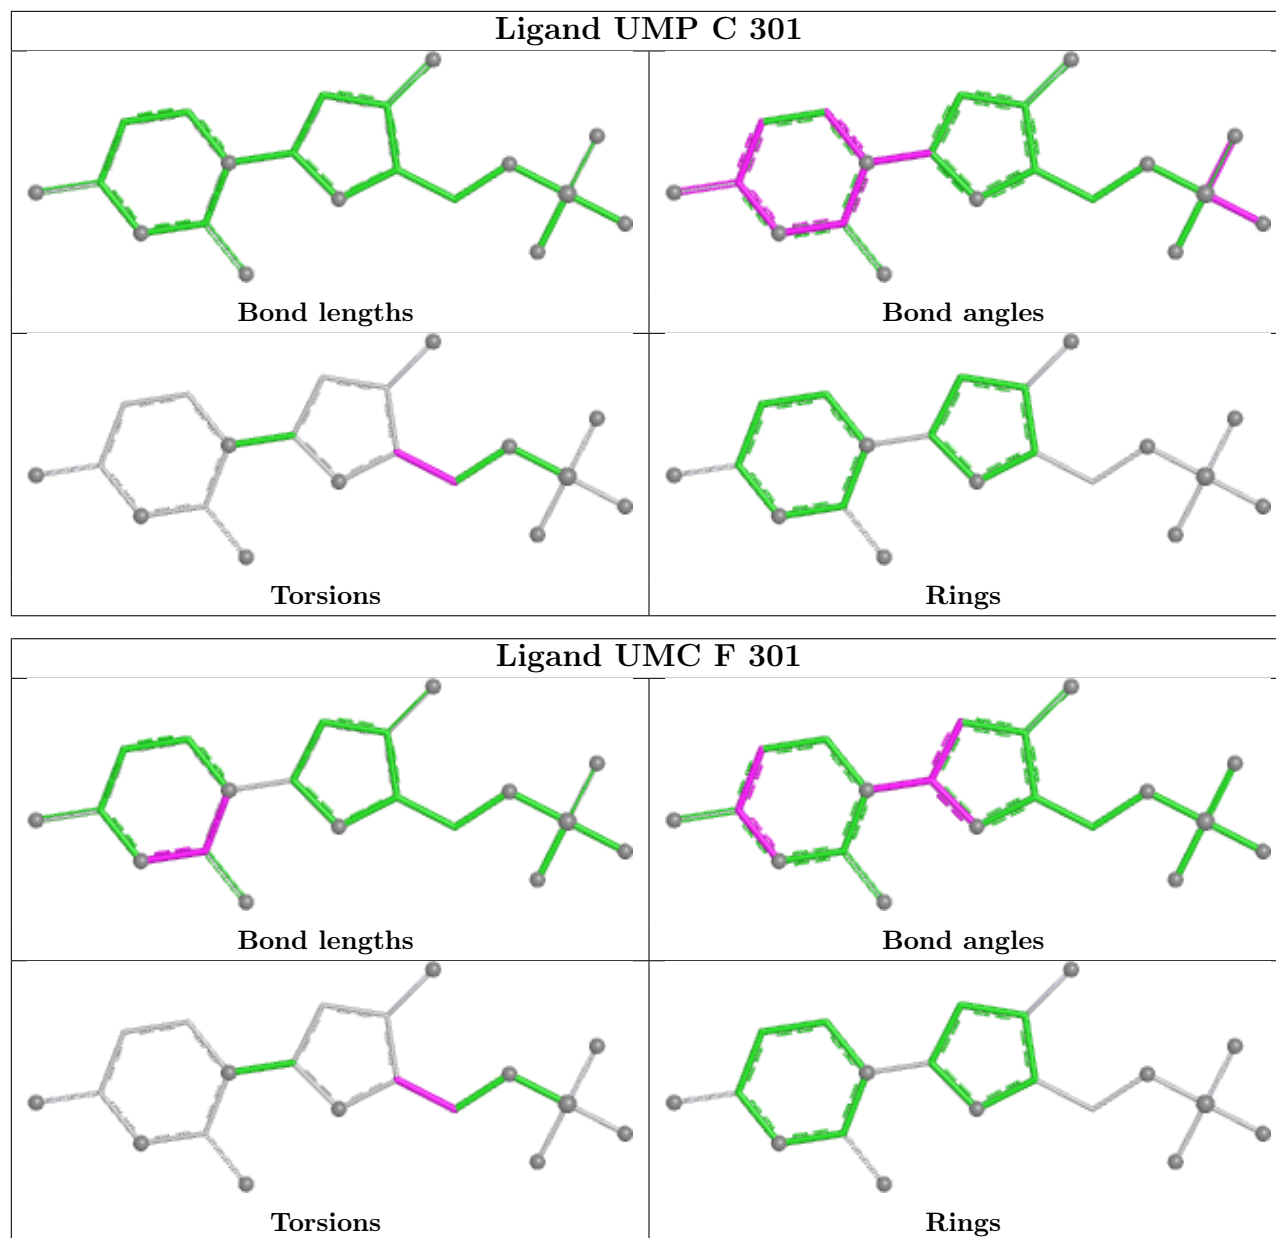 Ligand UMP C 301
Bond lengths
Bond angles
Torsions
Rings
Ligand UMC F 301
Bond lengths
Bond angles
Torsions
Rings